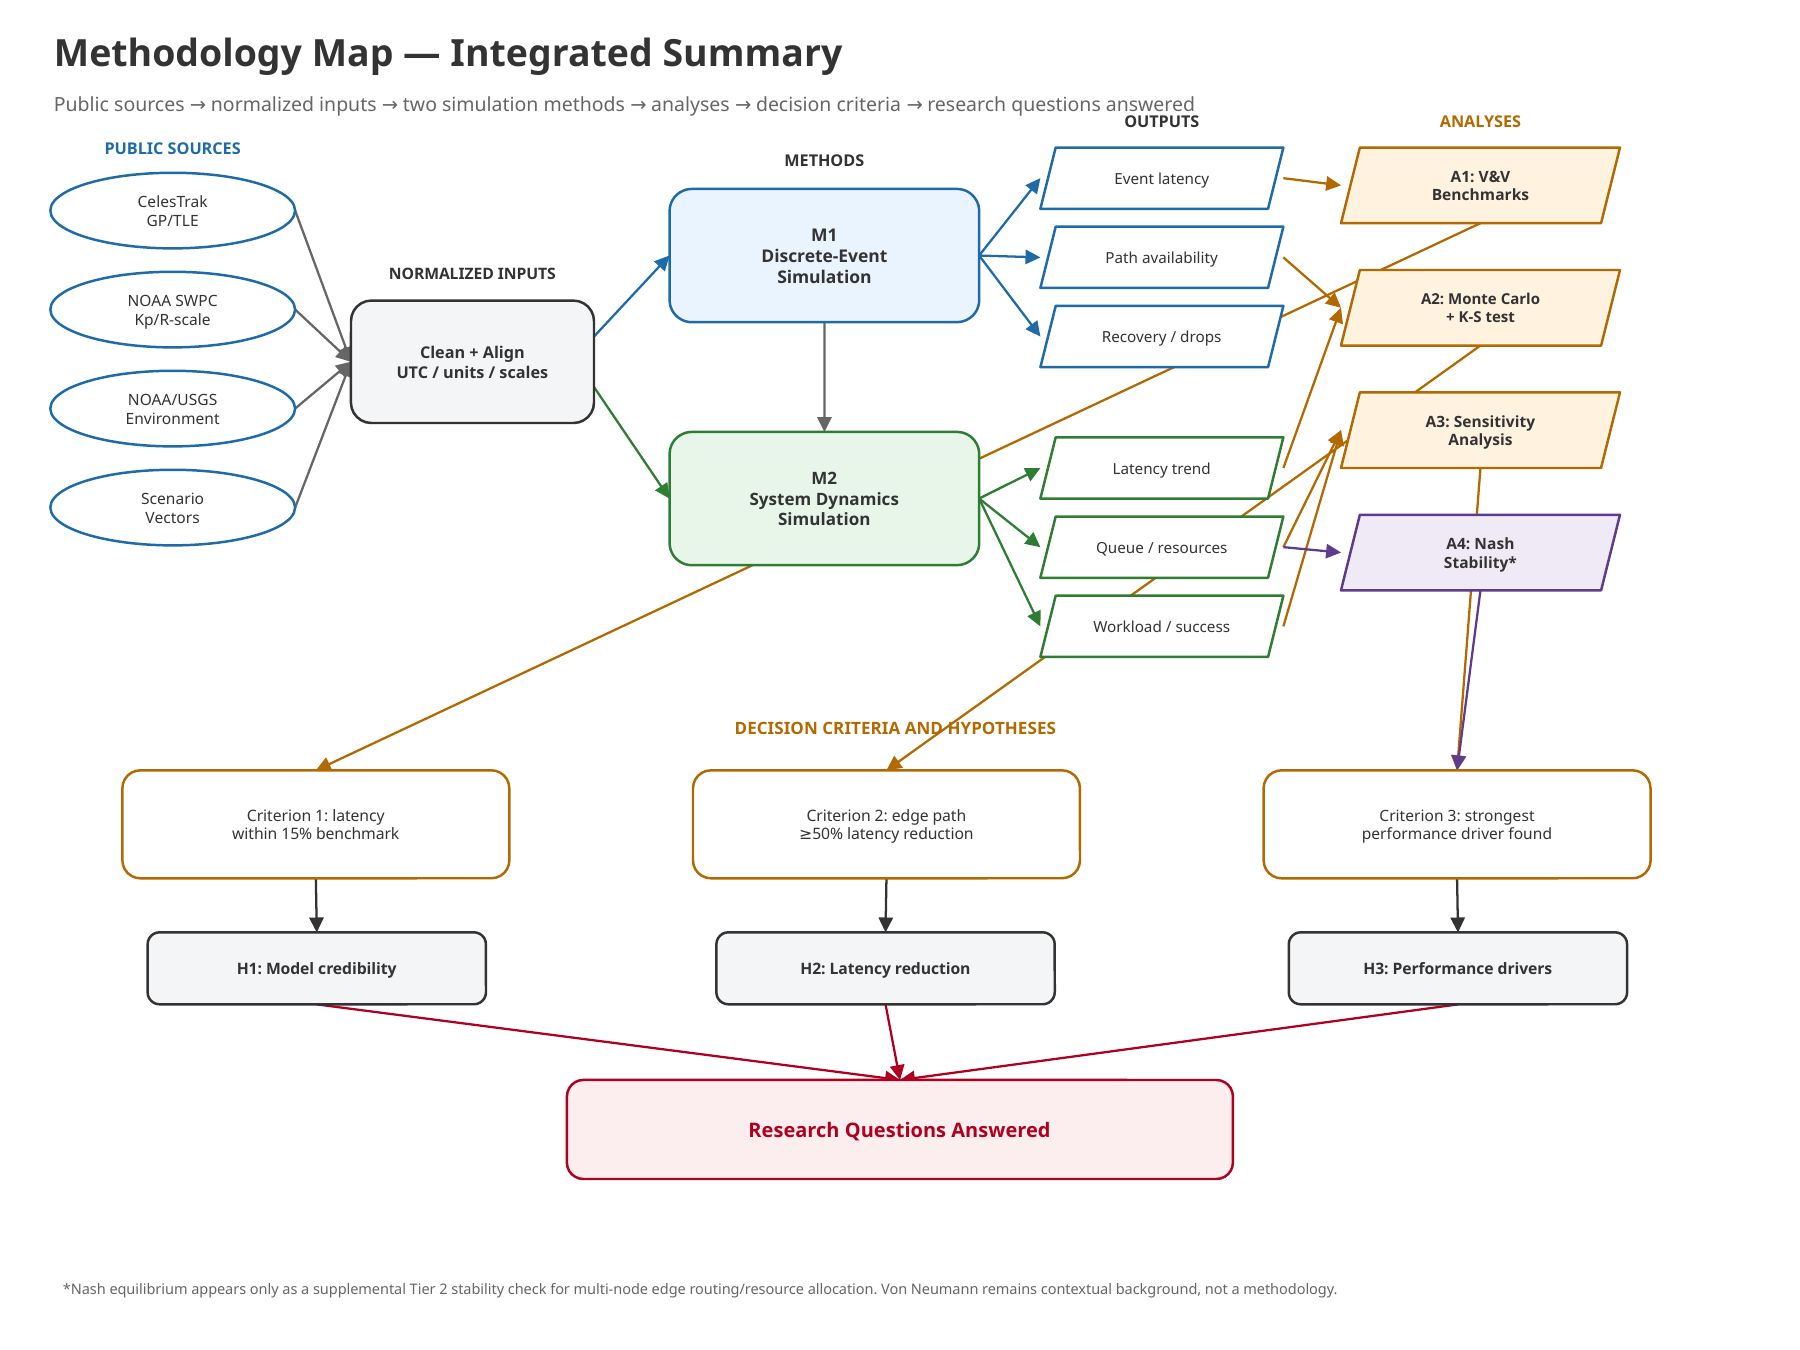 Methodology Map — Integrated Summary
Public sources → normalized inputs → two simulation methods → analyses → decision criteria → research questions answered
PUBLIC SOURCES
CelesTrak
GP/TLE
NOAA SWPC
Kp/R-scale
NOAA/USGS
Environment
Scenario
Vectors
NORMALIZED INPUTS
Clean + Align
UTC / units / scales
METHODS
M1
Discrete-Event
Simulation
M2
System Dynamics
Simulation
OUTPUTS
Event latency
Path availability
Recovery / drops
Latency trend
Queue / resources
Workload / success
ANALYSES
A1: V&V
Benchmarks
A2: Monte Carlo
+ K-S test
A3: Sensitivity
Analysis
A4: Nash
Stability*
DECISION CRITERIA AND HYPOTHESES
Criterion 1: latency
within 15% benchmark
Criterion 2: edge path
≥50% latency reduction
Criterion 3: strongest
performance driver found
H1: Model credibility
H2: Latency reduction
H3: Performance drivers
Research Questions Answered
*Nash equilibrium appears only as a supplemental Tier 2 stability check for multi-node edge routing/resource allocation. Von Neumann remains contextual background, not a methodology.